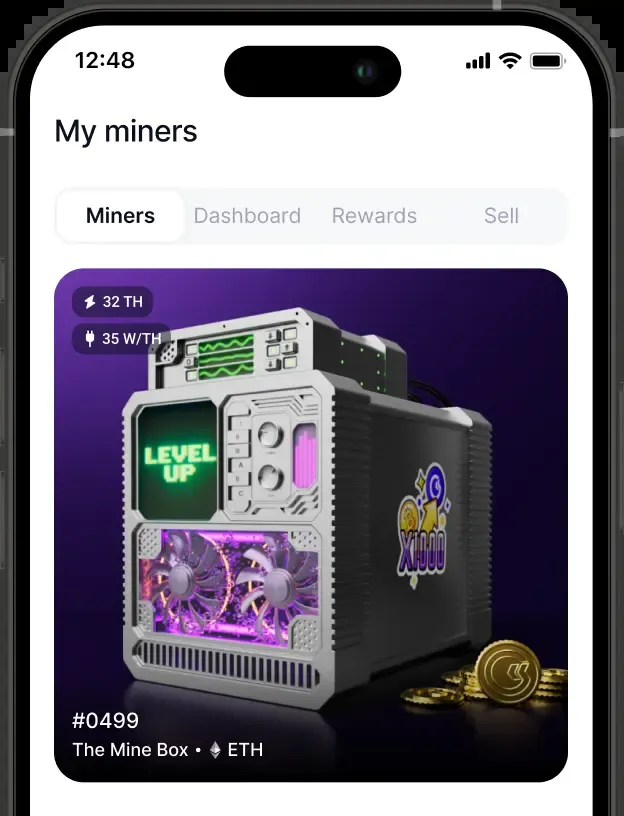 12:48
My miners
Miners Dashboard Rewards Sell
32 TH
35 W/TH
LEVEL
UP
X1000
#0499
The Mine Box • ETH